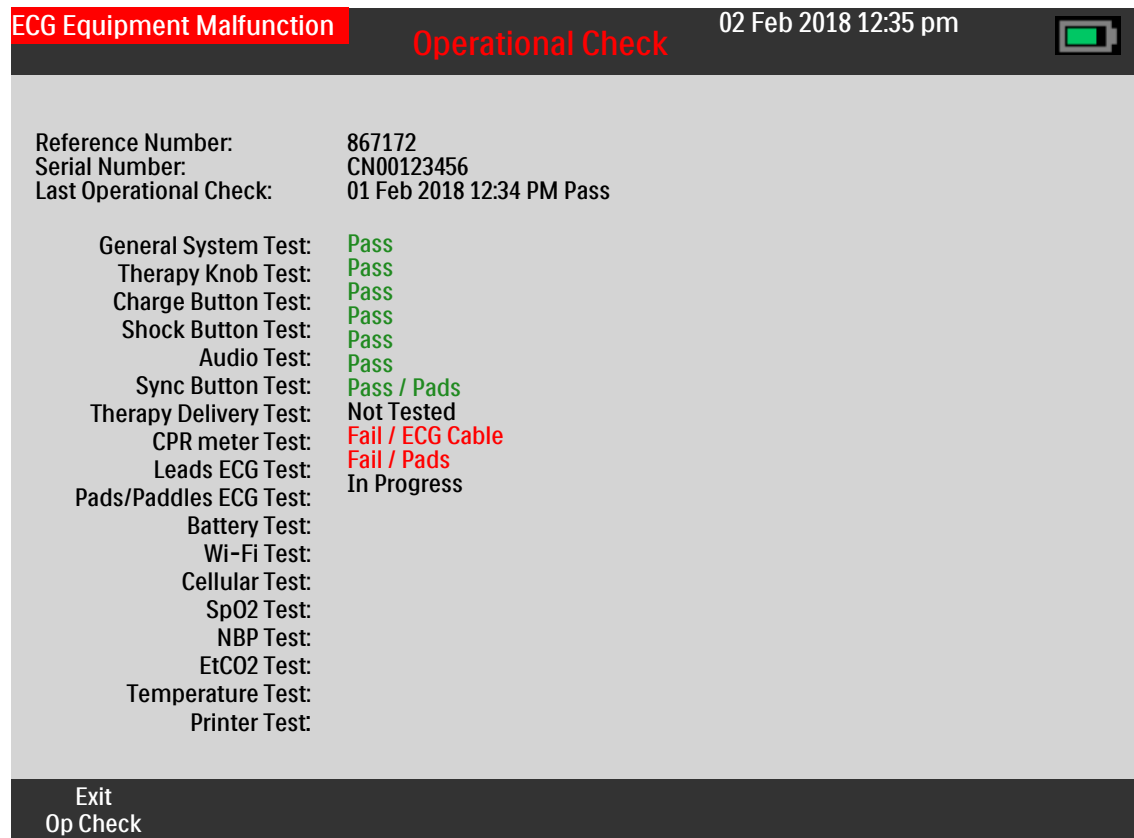 ECG Equipment Malfunction
Operational Check
02 Feb 2018 12:35 pm
Reference Number: 867172
Serial Number: CN00123456
Last Operational Check: 01 Feb 2018 12:34 PM Pass
General System Test: Pass
Therapy Knob Test: Pass
Charge Button Test: Pass
Shock Button Test: Pass
Audio Test: Pass
Sync Button Test: Pass
Therapy Delivery Test: Pass / Pads
CPR meter Test: Not Tested
Leads ECG Test: Fail / ECG Cable
Pads/Paddles ECG Test: Fail / Pads
Battery Test: In Progress
Wi-Fi Test:
Cellular Test:
SpO2 Test:
NBP Test:
EtCO2 Test:
Temperature Test:
Printer Test:
Exit
Op Check